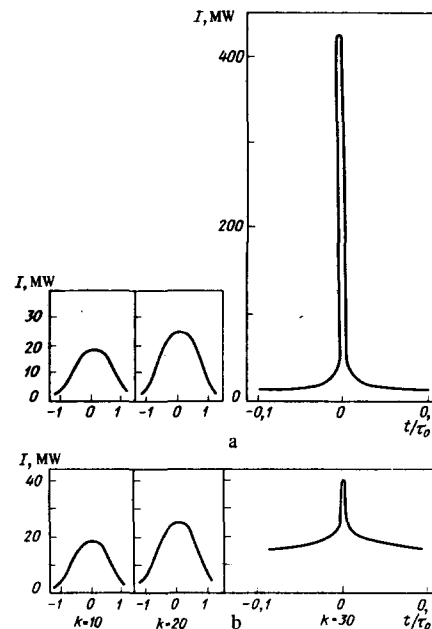 I, MW
400
200
0
-0,1 0 0,
t/τ₀
I, MW
30
20
10
0
-1 0 1 -1 0 1
a
I, MW
40
20
0
-1 0 1 -1 0 1 -0,1 0 0,
k=10 k=20 b k=30 t/τ₀